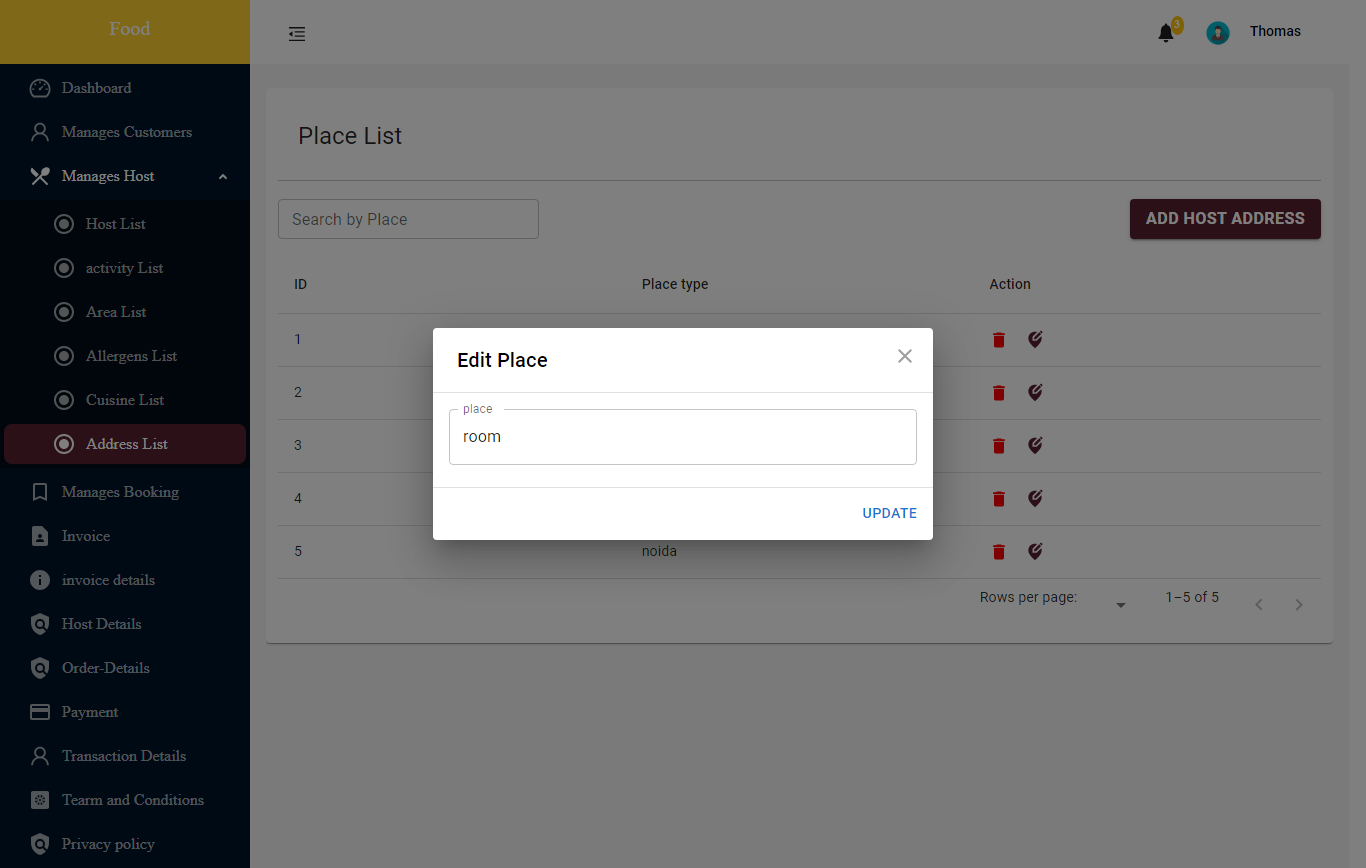 Food
3
Thomas
Dashboard
Manages Customers
Manages Host
Host List
activity List
Area List
Allergens List
Cuisine List
Address List
Manages Booking
Invoice
invoice details
Host Details
Order-Details
Payment
Transaction Details
Tearm and Conditions
Privacy policy
Place List
Search by Place
ADD HOST ADDRESS
ID Place type Action
1
2
3
4
5 noida
Rows per page: 1–5 of 5
Edit Place
place
room
UPDATE